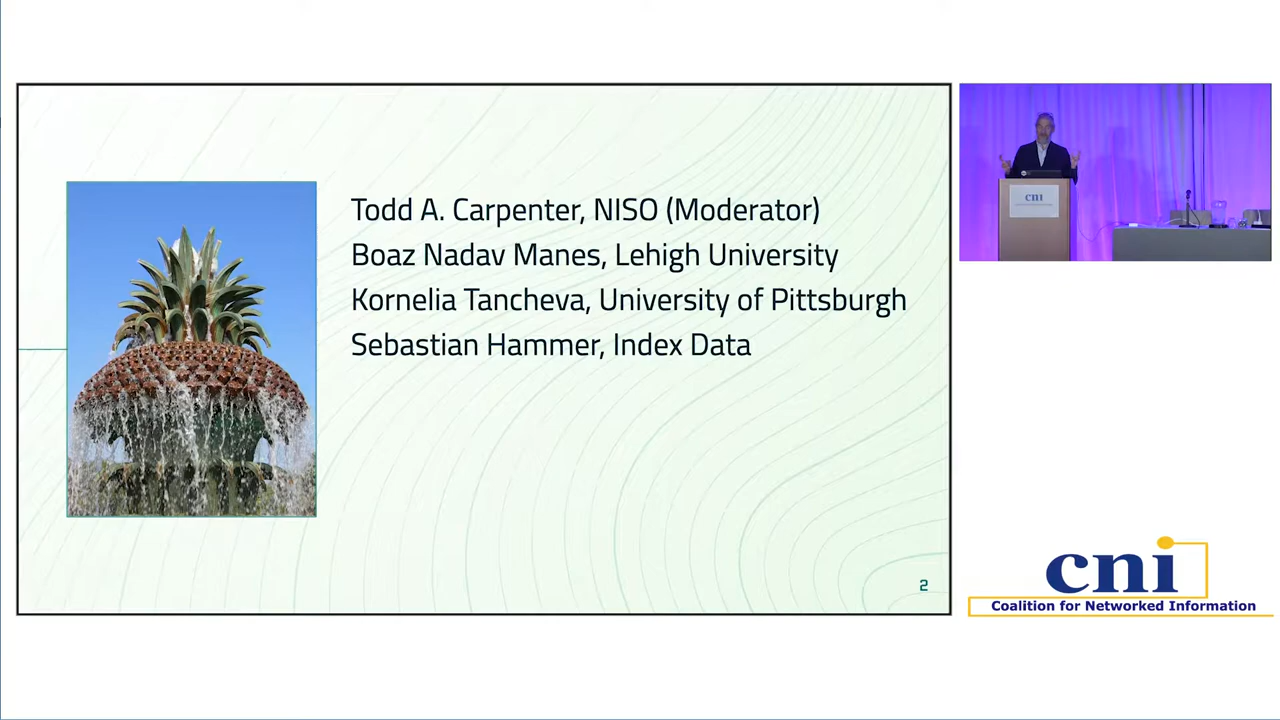 Todd A. Carpenter, NISO (Moderator)
Boaz Nadav Manes, Lehigh University
Kornelia Tancheva, University of Pittsburgh
Sebastian Hammer, Index Data
2
cni
cni
Coalition for Networked Information